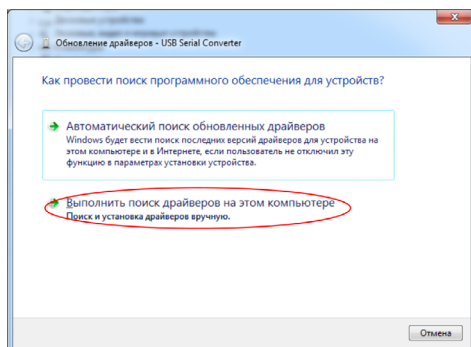 Обновление драйверов - USB Serial Converter
Как провести поиск программного обеспечения для устройств?
Автоматический поиск обновленных драйверов
Windows будет вести поиск последних версий драйверов для устройства на
этом компьютере и в Интернете, если пользователь не отключил эту
функцию в параметрах установки устройства.
Выполнить поиск драйверов на этом компьютере
Поиск и установка драйверов вручную.
Отмена